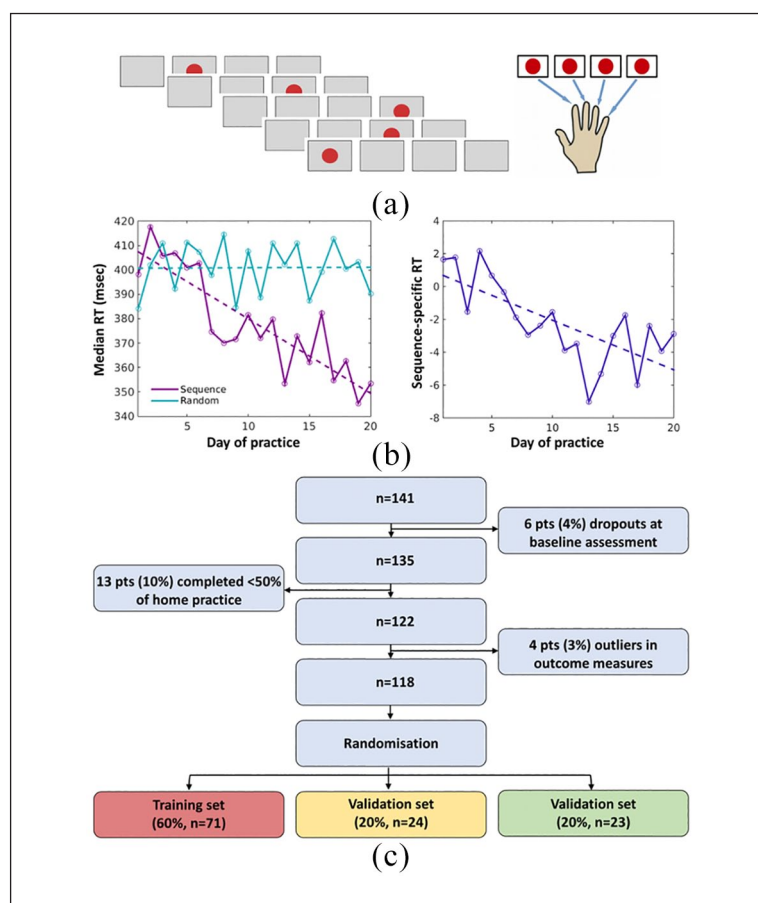 (a)
420
410
400
390
380
370
360
350
340
Median RT (msec)
Sequence
Random
5
10
15
20
Day of practice
4
2
0
-2
-4
-6
-8
Sequence-specific RT
5
10
15
20
Day of practice
(b)
n=141
6 pts (4%) dropouts at
baseline assessment
n=135
13 pts (10%) completed <50%
of home practice
n=122
4 pts (3%) outliers in
outcome measures
n=118
Randomisation
Training set
(60%, n=71)
Validation set
(20%, n=24)
Validation set
(20%, n=23)
(c)